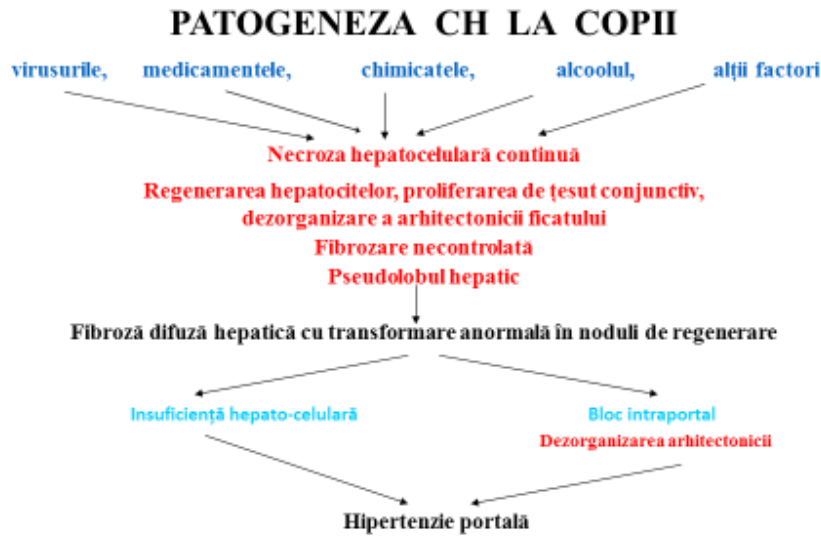 PATOGENEZA CH LA COPII
virusurile, medicamentele, chimicatele, alcoolul, alții factori
Necroza hepatocelulară continuă
Regenerarea hepatocitelor, proliferarea de țesut conjunctiv,
dezorganizare a arhitectonicii ficatului
Fibrozare necontrolată
Pseudolobul hepatic
Fibroză difuză hepatică cu transformare anormală în noduli de regenerare
Insuficiență hepato-celulară
Bloc intraportal
Dezorganizarea arhitectonicii
Hipertenzie portală